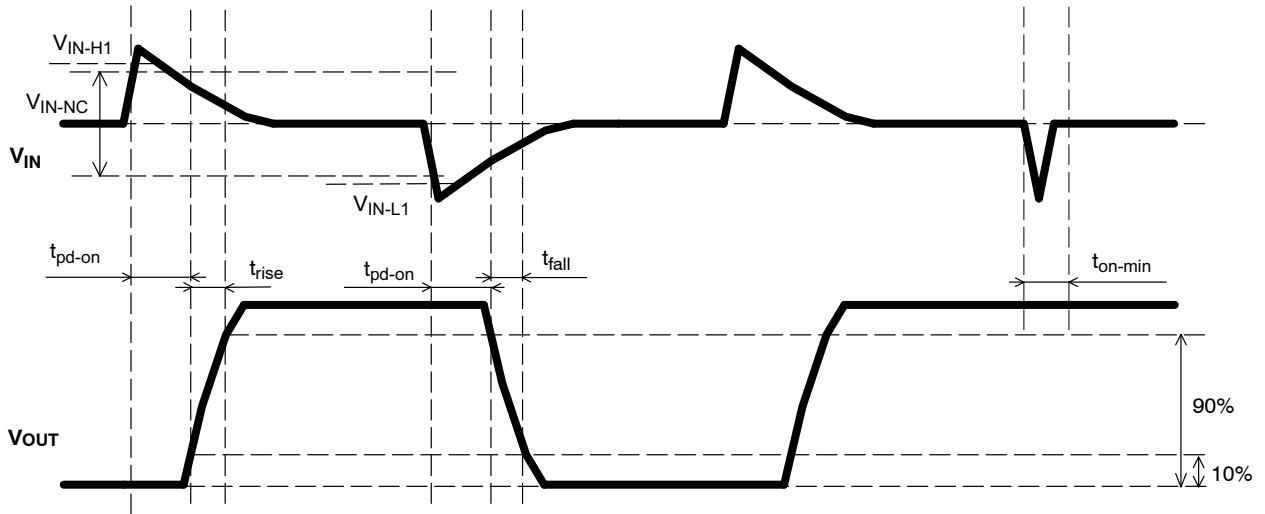 VIN-H1
VIN-NC
VIN
VIN-L1
tpd-on
trise
tpd-on
tfall
ton-min
90%
VOUT
10%